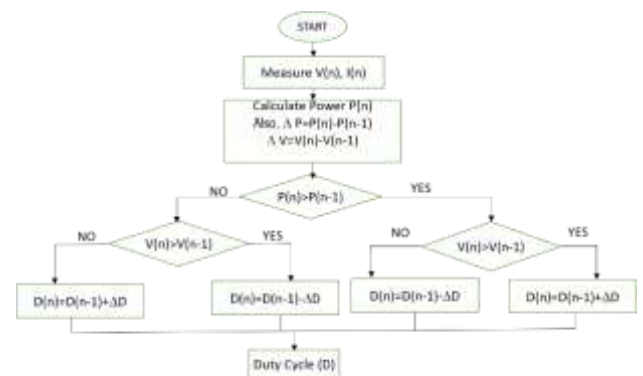 START
Measure V(n), I(n)
Calculate Power P(n)
Also, Δ P=P(n)-P(n-1)
Δ V=V(n)-V(n-1)
NO
P(n)>P(n-1)
YES
NO
V(n)>V(n-1)
YES
NO
V(n)>V(n-1)
YES
D(n)=D(n-1)+ΔD
D(n)=D(n-1)-ΔD
D(n)=D(n-1)-ΔD
D(n)=D(n-1)+ΔD
Duty Cycle (D)